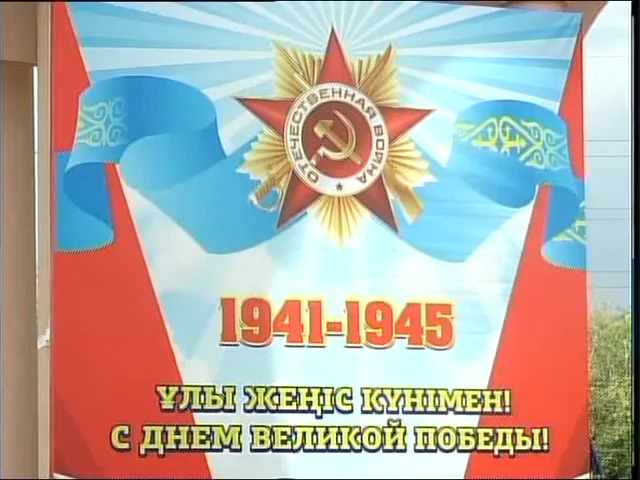 ОТЕЧЕСТВЕННАЯ ВОЙНА
1941-1945
ҰЛЫ ЖЕҢІС КҮНІМЕН!
С ДНЕМ ВЕЛИКОЙ ПОБЕДЫ!